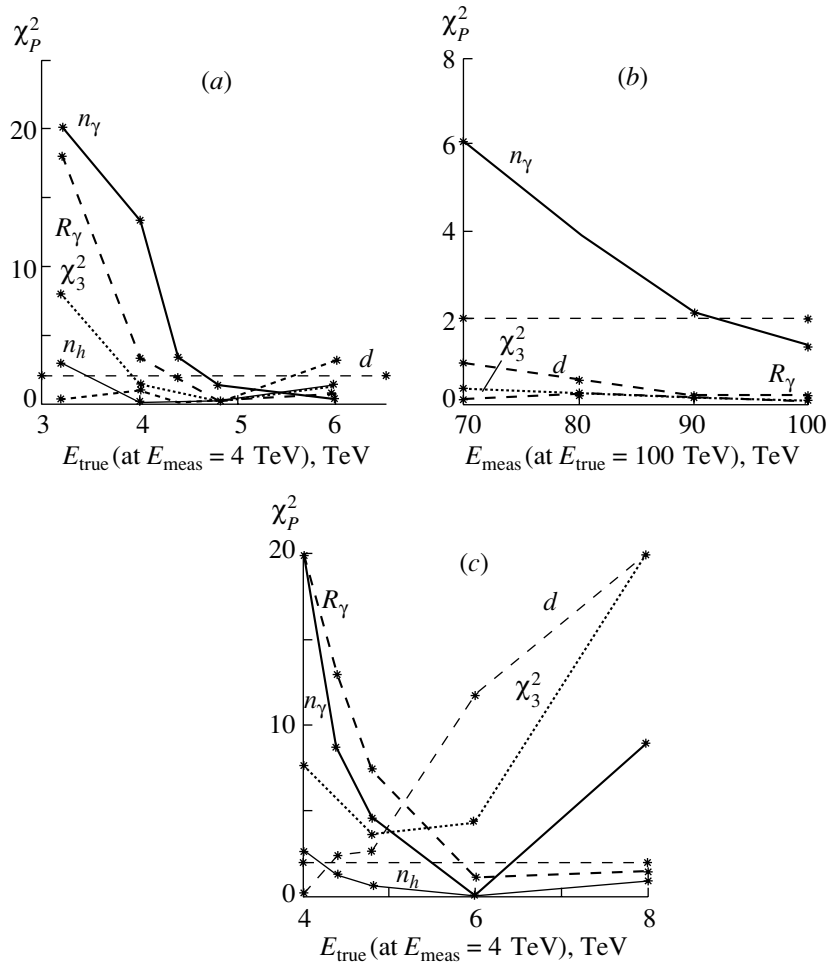 χ²_P
(a)
20
n_γ
R_γ
10
χ²_3
n_h
d
0
3 4 5 6
E_true (at E_meas = 4 TeV), TeV
χ²_P
8
(b)
6
n_γ
4
2
χ²_3
d
R_γ
0
70 80 90 100
E_meas (at E_true = 100 TeV), TeV
χ²_P
20
(c)
R_γ
d
χ²_3
n_γ
10
n_h
0
4 6 8
E_true (at E_meas = 4 TeV), TeV